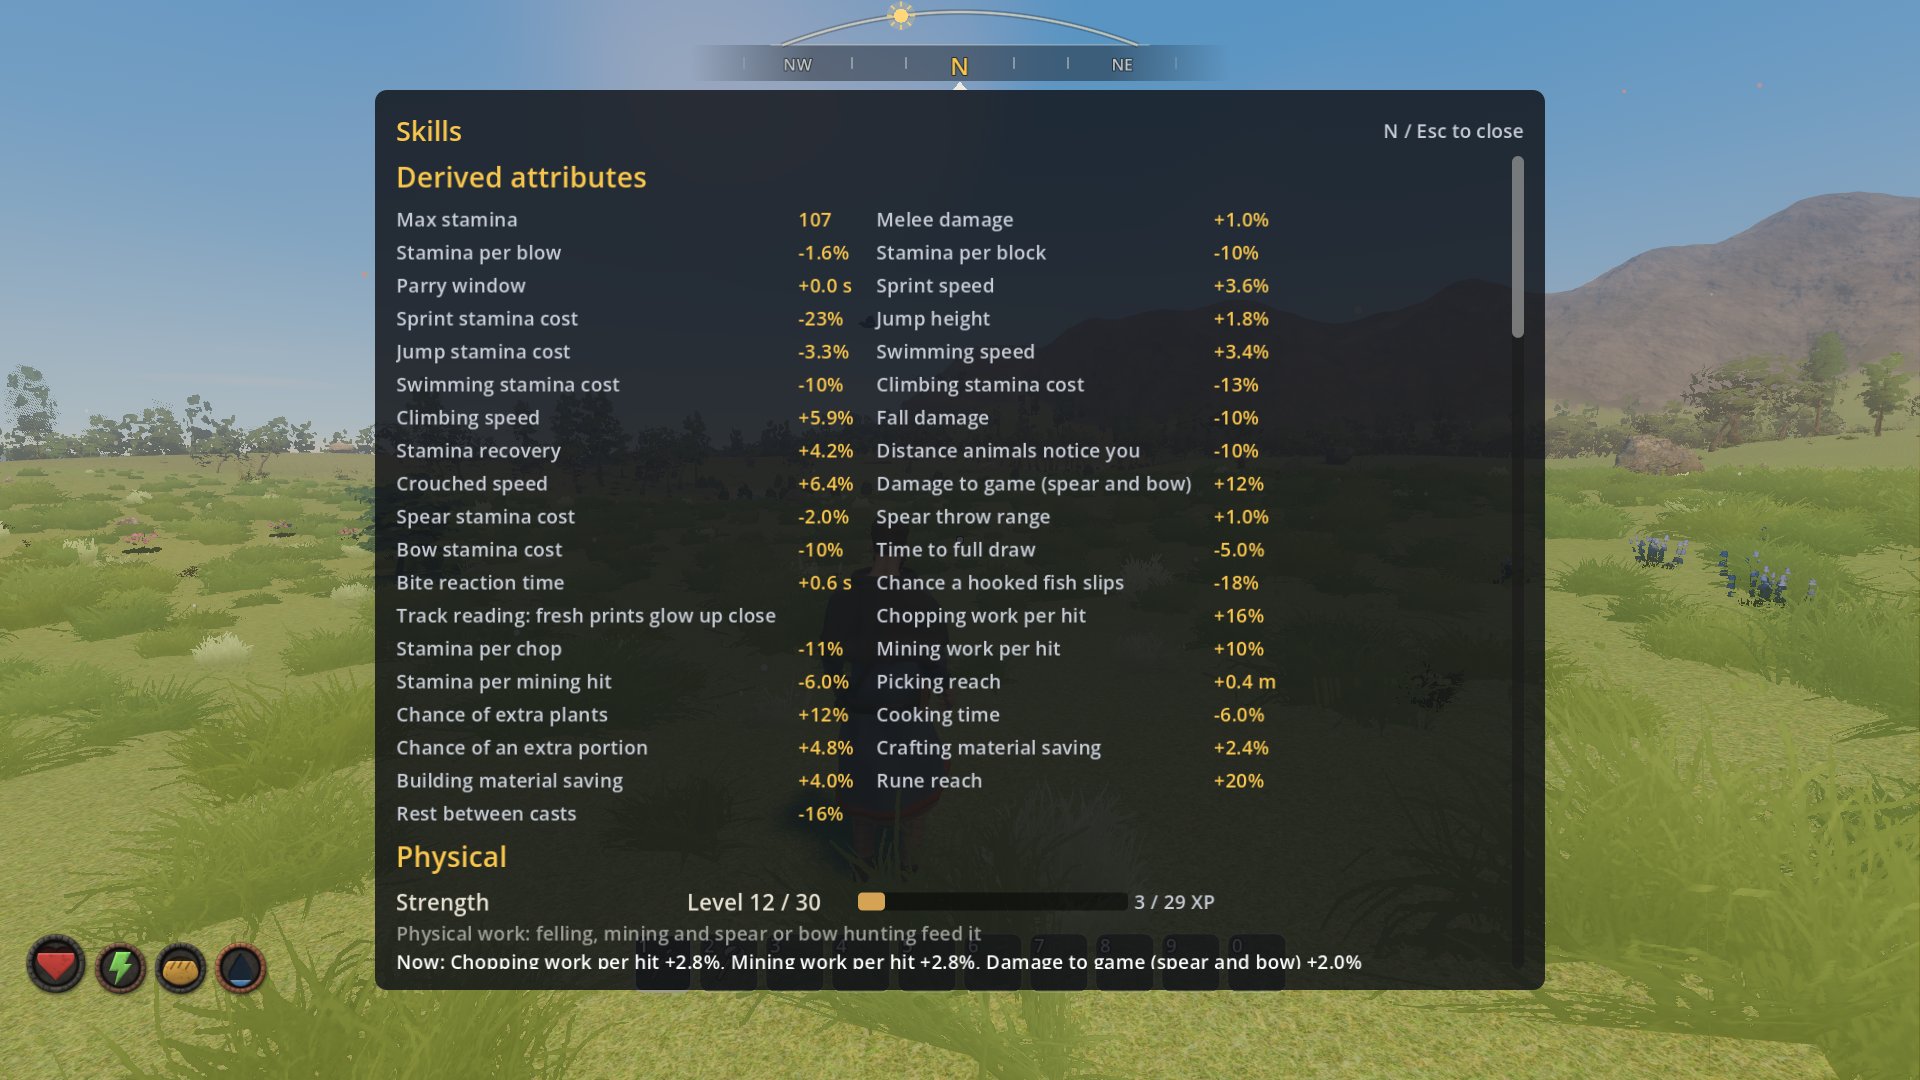 NW N NE
Skills N / Esc to close
Derived attributes
Max stamina 107 Melee damage +1.0%
Stamina per blow -1.6% Stamina per block -10%
Parry window +0.0 s Sprint speed +3.6%
Sprint stamina cost -23% Jump height +1.8%
Jump stamina cost -3.3% Swimming speed +3.4%
Swimming stamina cost -10% Climbing stamina cost -13%
Climbing speed +5.9% Fall damage -10%
Stamina recovery +4.2% Distance animals notice you -10%
Crouched speed +6.4% Damage to game (spear and bow) +12%
Spear stamina cost -2.0% Spear throw range +1.0%
Bow stamina cost -10% Time to full draw -5.0%
Bite reaction time +0.6 s Chance a hooked fish slips -18%
Track reading: fresh prints glow up close Chopping work per hit +16%
Stamina per chop -11% Mining work per hit +10%
Stamina per mining hit -6.0% Picking reach +0.4 m
Chance of extra plants +12% Cooking time -6.0%
Chance of an extra portion +4.8% Crafting material saving +2.4%
Building material saving +4.0% Rune reach +20%
Rest between casts -16%
Physical
Strength Level 12 / 30 3 / 29 XP
Physical work: felling, mining and spear or bow hunting feed it
3 4 5 6 7 8 9 0
Now: Chopping work per hit +2.8%, Mining work per hit +2.8%, Damage to game (spear and bow) +2.0%